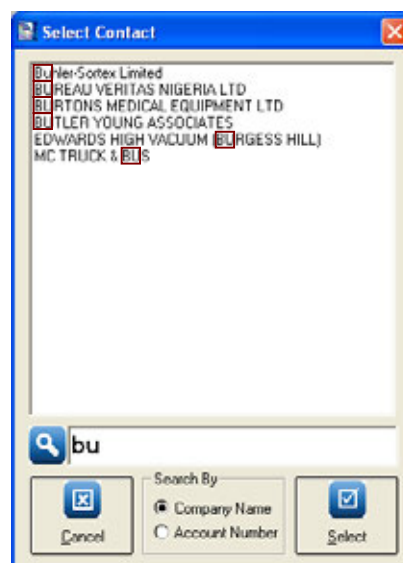 Select Contact
Buhler-Sortex Limited
BUREAU VERITAS NIGERIA LTD
BURTONS MEDICAL EQUIPMENT LTD
BUTLER YOUNG ASSOCIATES
EDWARDS HIGH VACUUM (BURGESS HILL)
MC TRUCK & BUS
bu
Search By
Company Name
Account Number
Cancel
Select